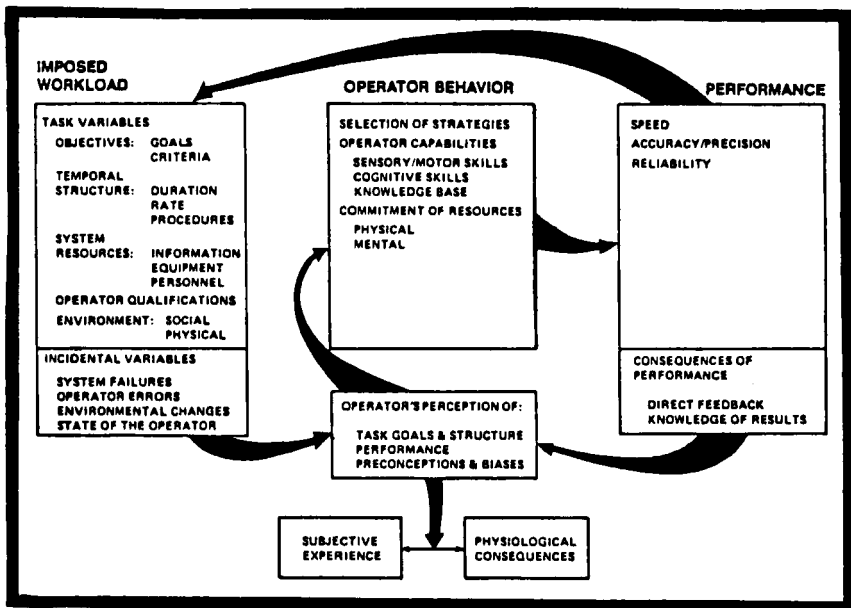 IMPOSED
WORKLOAD
TASK VARIABLES
OBJECTIVES: GOALS
CRITERIA
TEMPORAL
STRUCTURE: DURATION
RATE
PROCEDURES
SYSTEM
RESOURCES: INFORMATION
EQUIPMENT
PERSONNEL
OPERATOR QUALIFICATIONS
ENVIRONMENT: SOCIAL
PHYSICAL
INCIDENTAL VARIABLES
SYSTEM FAILURES
OPERATOR ERRORS
ENVIRONMENTAL CHANGES
STATE OF THE OPERATOR
OPERATOR BEHAVIOR
SELECTION OF STRATEGIES
OPERATOR CAPABILITIES
SENSORY/MOTOR SKILLS
COGNITIVE SKILLS
KNOWLEDGE BASE
COMMITMENT OF RESOURCES
PHYSICAL
MENTAL
PERFORMANCE
SPEED
ACCURACY/PRECISION
RELIABILITY
CONSEQUENCES OF
PERFORMANCE
DIRECT FEEDBACK
KNOWLEDGE OF RESULTS
OPERATOR'S PERCEPTION OF:
TASK GOALS & STRUCTURE
PERFORMANCE
PRECONCEPTIONS & BIASES
SUBJECTIVE
EXPERIENCE
PHYSIOLOGICAL
CONSEQUENCES